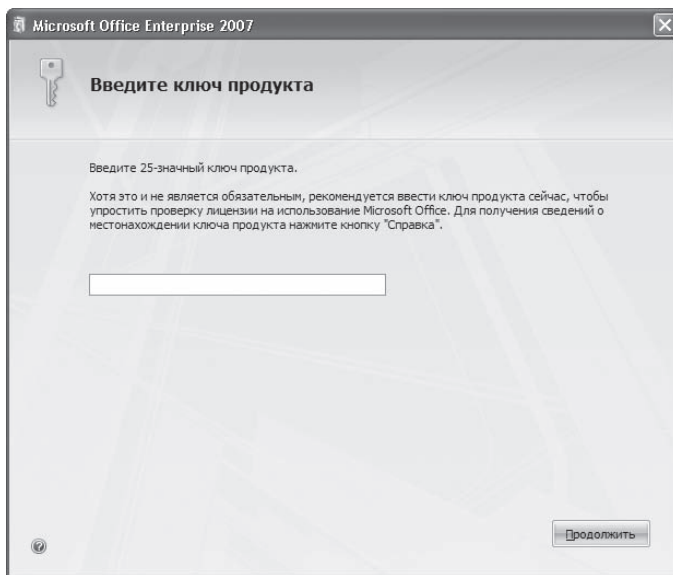 Microsoft Office Enterprise 2007
Введите ключ продукта
Введите 25-значный ключ продукта.
Хотя это и не является обязательным, рекомендуется ввести ключ продукта сейчас, чтобы
упростить проверку лицензии на использование Microsoft Office. Для получения сведений о
местонахождении ключа продукта нажмите кнопку "Справка".
Продолжить